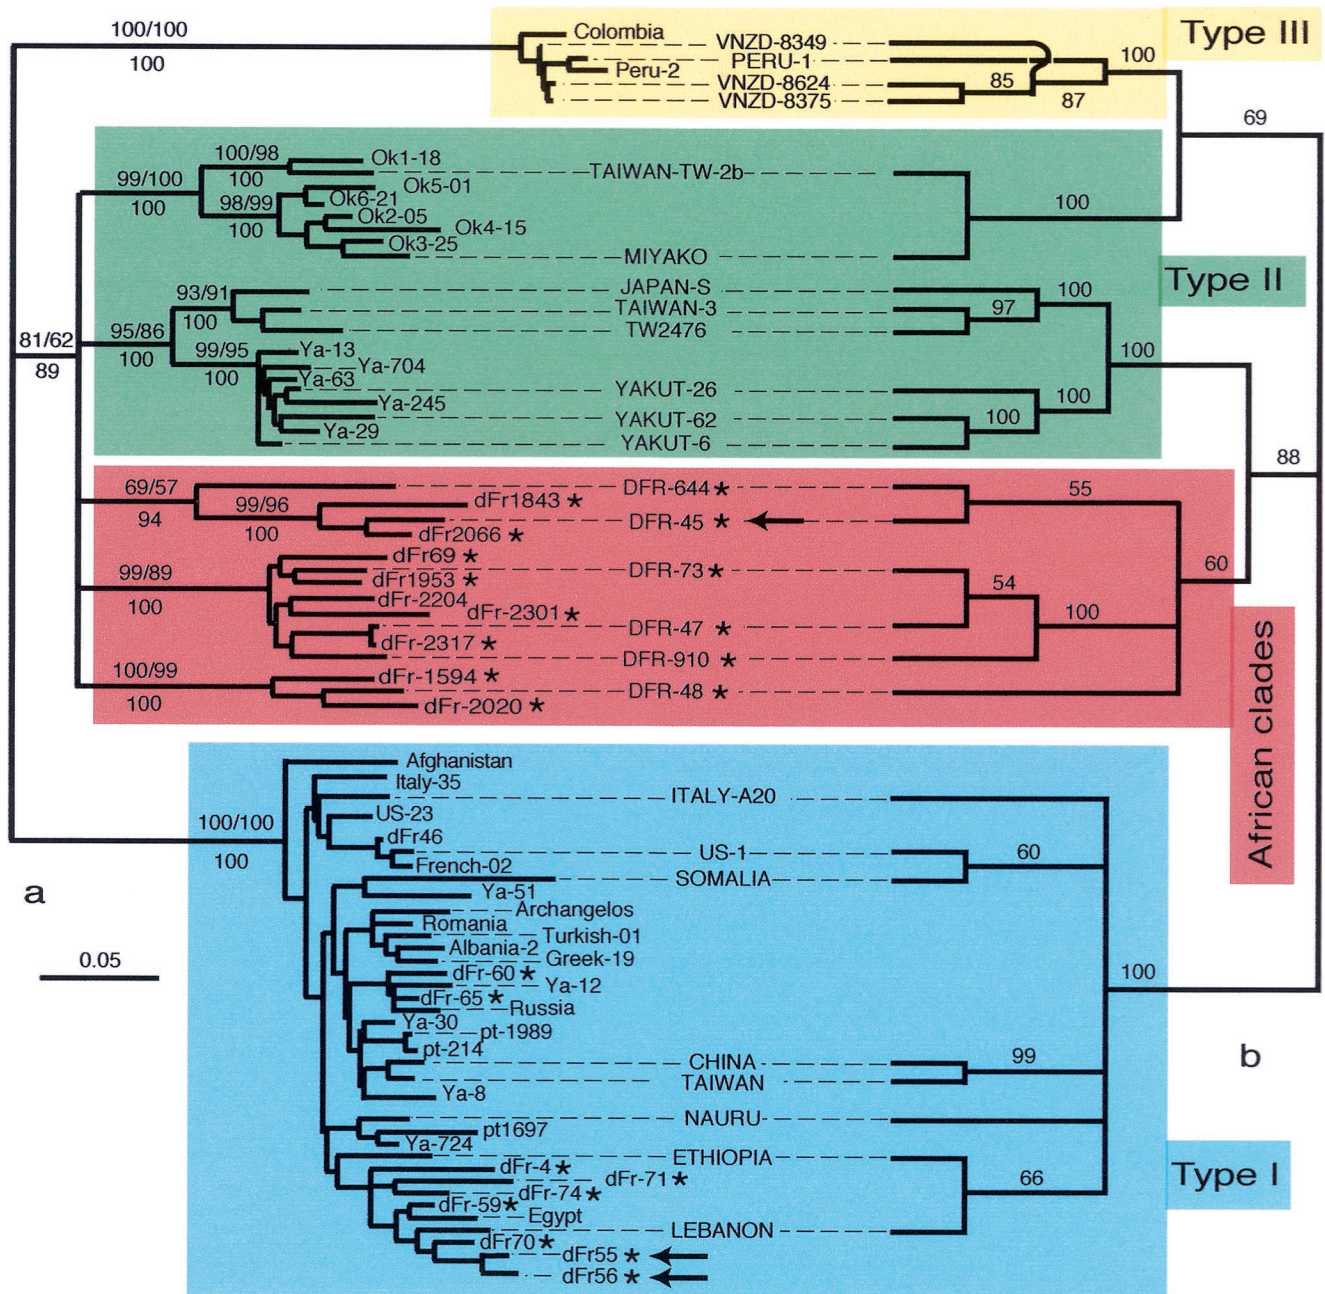 100/100
100
Colombia
VNZD-8349
PERU-1
Peru-2
VNZD-8624
VNZD-8375
85
87
100
Type III
69
99/100
100
100/98
100
98/99
100
Ok1-18
TAIWAN-TW-2b
Ok5-01
Ok6-21
Ok2-05
Ok4-15
Ok3-25
MIYAKO
100
Type II
81/62
89
95/86
100
93/91
100
99/95
100
JAPAN-S
TAIWAN-3
TW2476
Ya-13
Ya-704
Ya-63
YAKUT-26
Ya-245
YAKUT-62
Ya-29
YAKUT-6
97
100
100
100
100
88
69/57
94
99/96
100
DFR-644 *
dFr1843 *
DFR-45 * ←
dFr2066 *
55
99/89
100
dFr69 *
DFR-73 *
dFr1953 *
dFr-2204
dFr-2301 *
DFR-47 *
dFr-2317 *
DFR-910 *
54
100
60
100/99
100
dFr-1594 *
DFR-48 *
dFr-2020 *
African clades
100/100
100
Afghanistan
Italy-35
ITALY-A20
US-23
dFr46
US-1
French-02
SOMALIA
60
Ya-51
Archangelos
Romania
Turkish-01
Albania-2
Greek-19
dFr-60 *
Ya-12
dFr-65 *
Russia
Ya-30
pt-1989
pt-214
CHINA
TAIWAN
99
100
Ya-8
NAURU
pt1697
Ya-724
ETHIOPIA
dFr-4 *
dFr-71 *
dFr-74 *
dFr-59 *
Egypt
LEBANON
66
dFr70 *
dFr55 * ←
dFr56 * ←
Type I
a
0.05
b